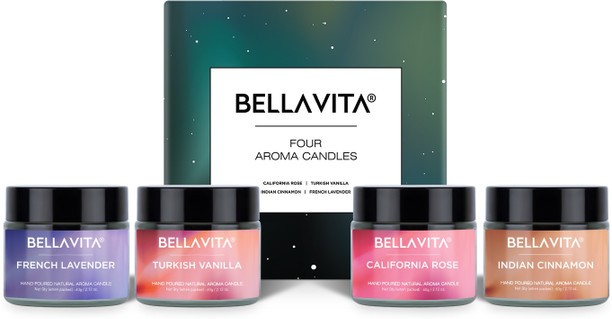 BELLAVITA®
FOUR
AROMA CANDLES
CALIFORNIA ROSE | TURKISH VANILLA
INDIAN CINNAMON | FRENCH LAVENDER
BELLAVITA®
FRENCH LAVENDER
HAND POURED NATURAL AROMA CANDLE
BELLAVITA®
TURKISH VANILLA
HAND POURED NATURAL AROMA CANDLE
BELLAVITA®
CALIFORNIA ROSE
HAND POURED NATURAL AROMA CANDLE
BELLAVITA®
INDIAN CINNAMON
HAND POURED NATURAL AROMA CANDLE